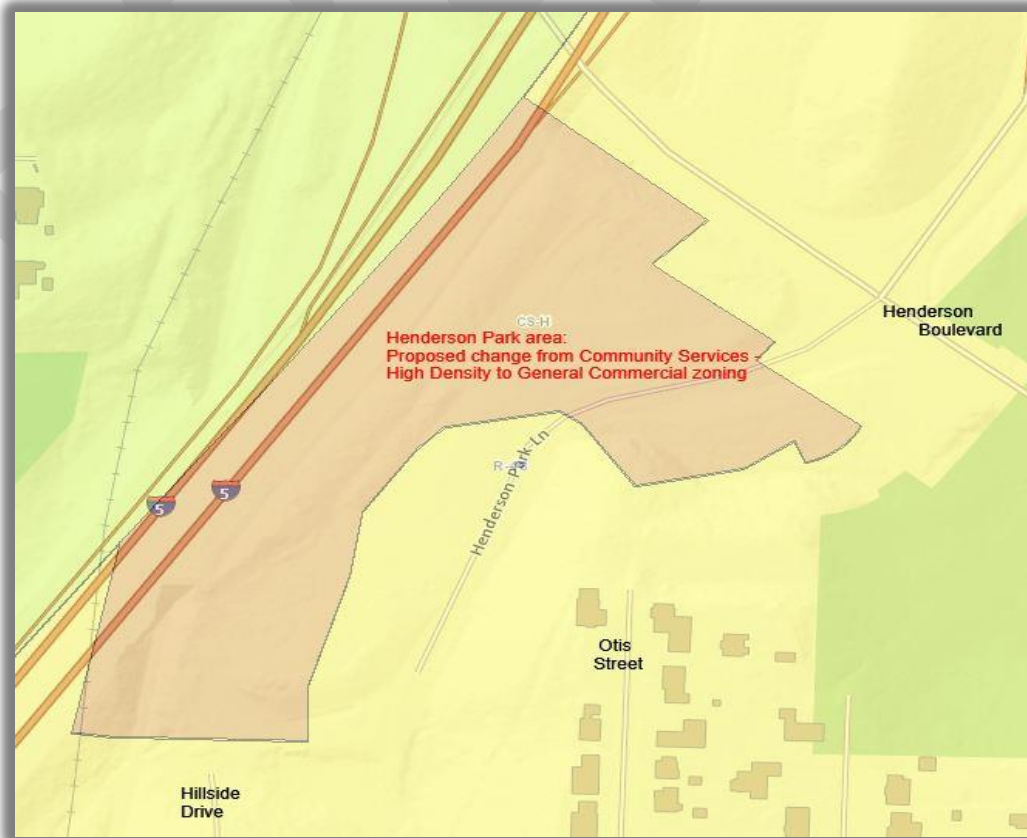 CS-H
Henderson Park area:
Proposed change from Community Services -
High Density to General Commercial zoning
Henderson
Boulevard
Henderson Park Ln
5
5
Otis
Street
Hillside
Drive